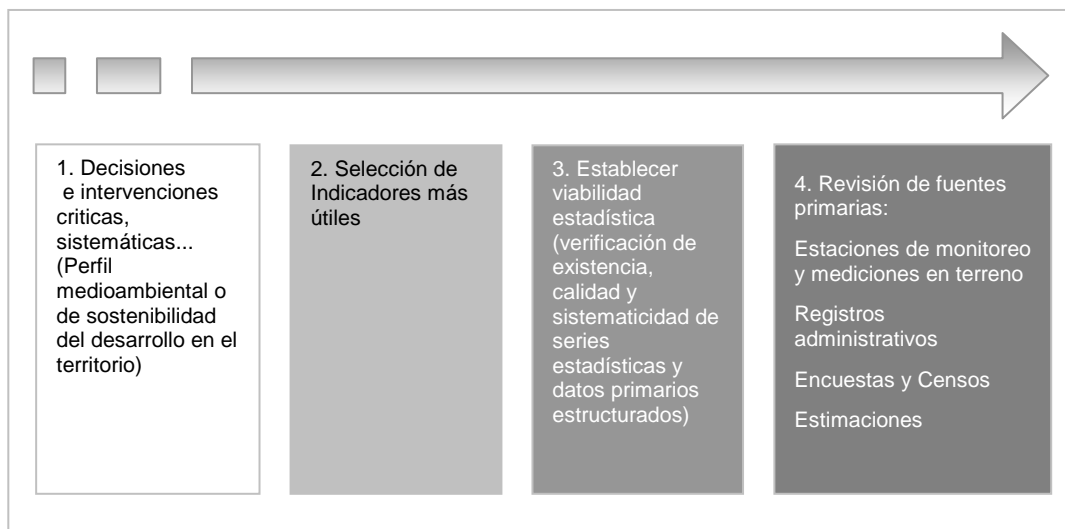 1. Decisiones
e intervenciones
criticas,
sistemáticas...
(Perfil
medioambiental o
de sostenibilidad
del desarrollo en el
territorio)
2. Selección de
Indicadores más
útiles
3. Establecer
viabilidad
estadística
(verificación de
existencia,
calidad y
sistematicidad de
series
estadísticas y
datos primarios
estructurados)
4. Revisión de fuentes
primarias:
Estaciones de monitoreo
y mediciones en terreno
Registros
administrativos
Encuestas y Censos
Estimaciones